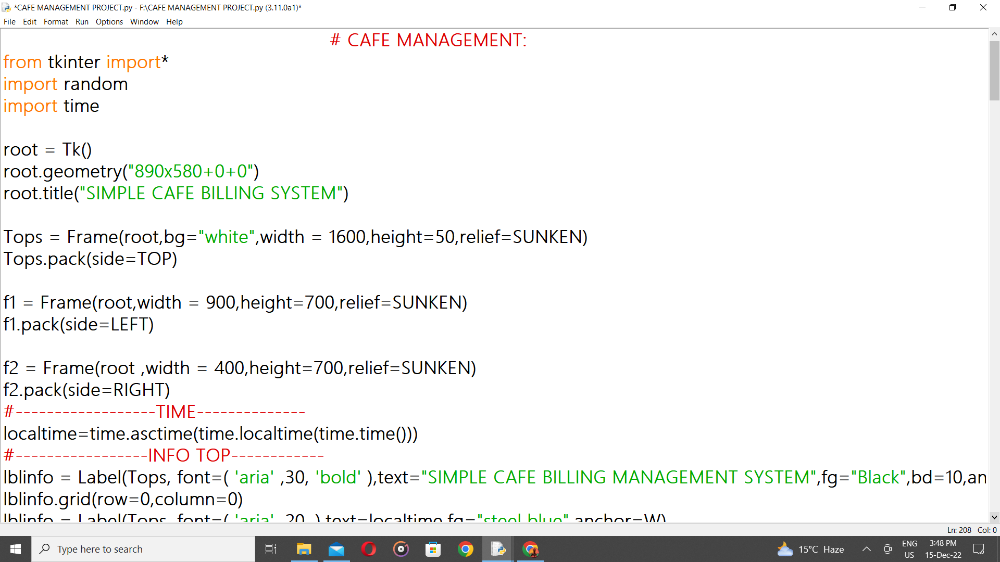 *CAFE MANAGEMENT PROJECT.py - F:\CAFE MANAGEMENT PROJECT.py (3.11.0a1)*
File Edit Format Run Options Window Help
# CAFE MANAGEMENT:
from tkinter import*
import random
import time
root = Tk()
root.geometry("890x580+0+0")
root.title("SIMPLE CAFE BILLING SYSTEM")
Tops = Frame(root,bg="white",width = 1600,height=50,relief=SUNKEN)
Tops.pack(side=TOP)
f1 = Frame(root,width = 900,height=700,relief=SUNKEN)
f1.pack(side=LEFT)
f2 = Frame(root ,width = 400,height=700,relief=SUNKEN)
f2.pack(side=RIGHT)
#------------------TIME--------------
localtime=time.asctime(time.localtime(time.time()))
#-----------------INFO TOP------------
lblinfo = Label(Tops, font=( 'aria' ,30, 'bold' ),text="SIMPLE CAFE BILLING MANAGEMENT SYSTEM",fg="Black",bd=10,an
lblinfo.grid(row=0,column=0)
lblinfo = Label(Tops, font=( 'aria' ,20, ),text=localtime,fg="steel blue",anchor=W)
Ln: 208 Col: 0
Type here to search
15°C Haze
ENG
US
3:48 PM
15-Dec-22